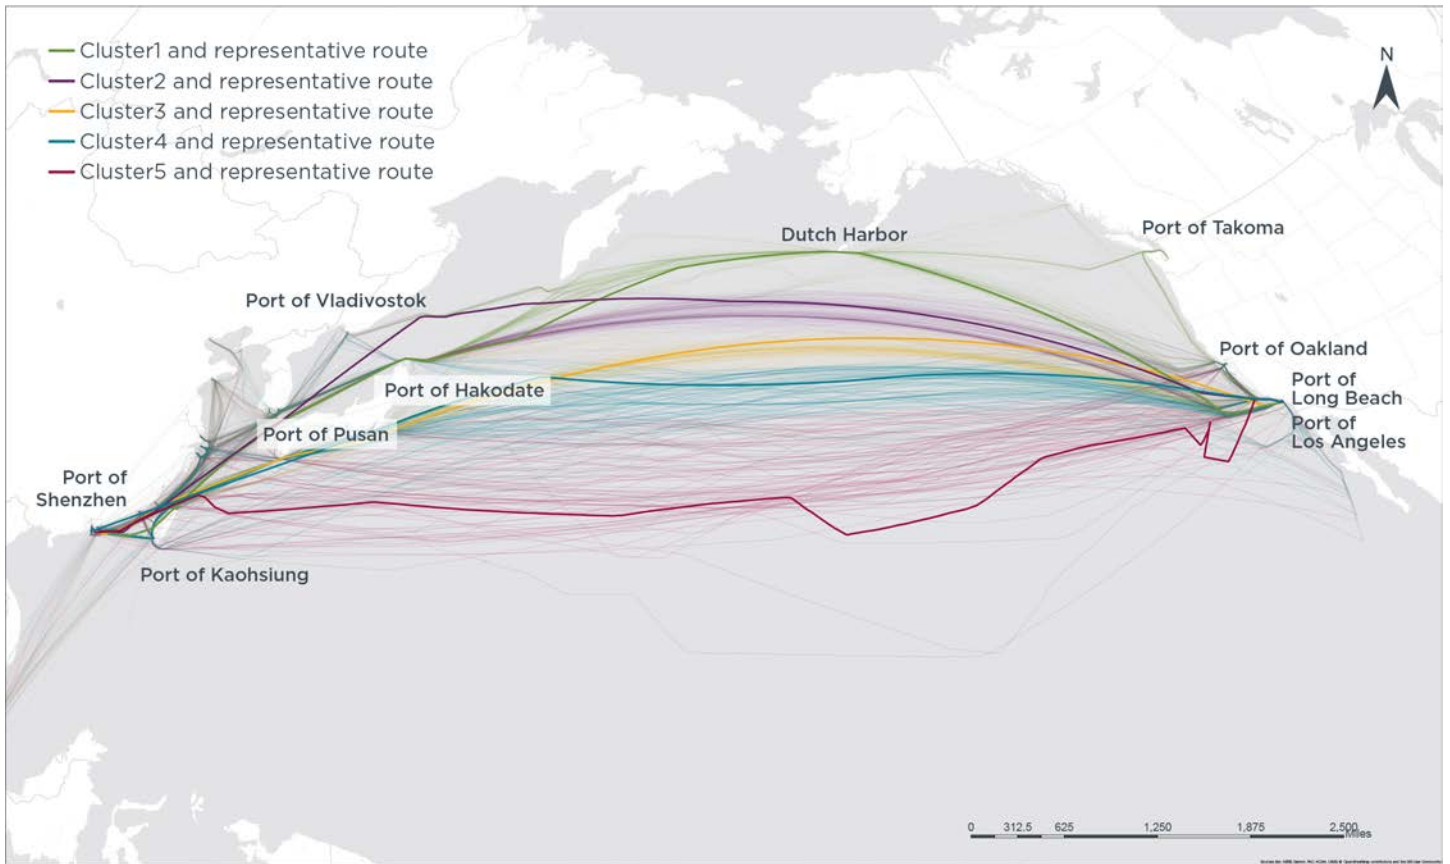 Cluster1 and representative route
Cluster2 and representative route
Cluster3 and representative route
Cluster4 and representative route
Cluster5 and representative route
N
Dutch Harbor
Port of Takoma
Port of Vladivostok
Port of Oakland
Port of Hakodate
Port of
Long Beach
Port of Pusan
Port of
Los Angeles
Port of
Shenzhen
Port of Kaohsiung
0 312.5 625 1,250 1,875 2,500
Miles